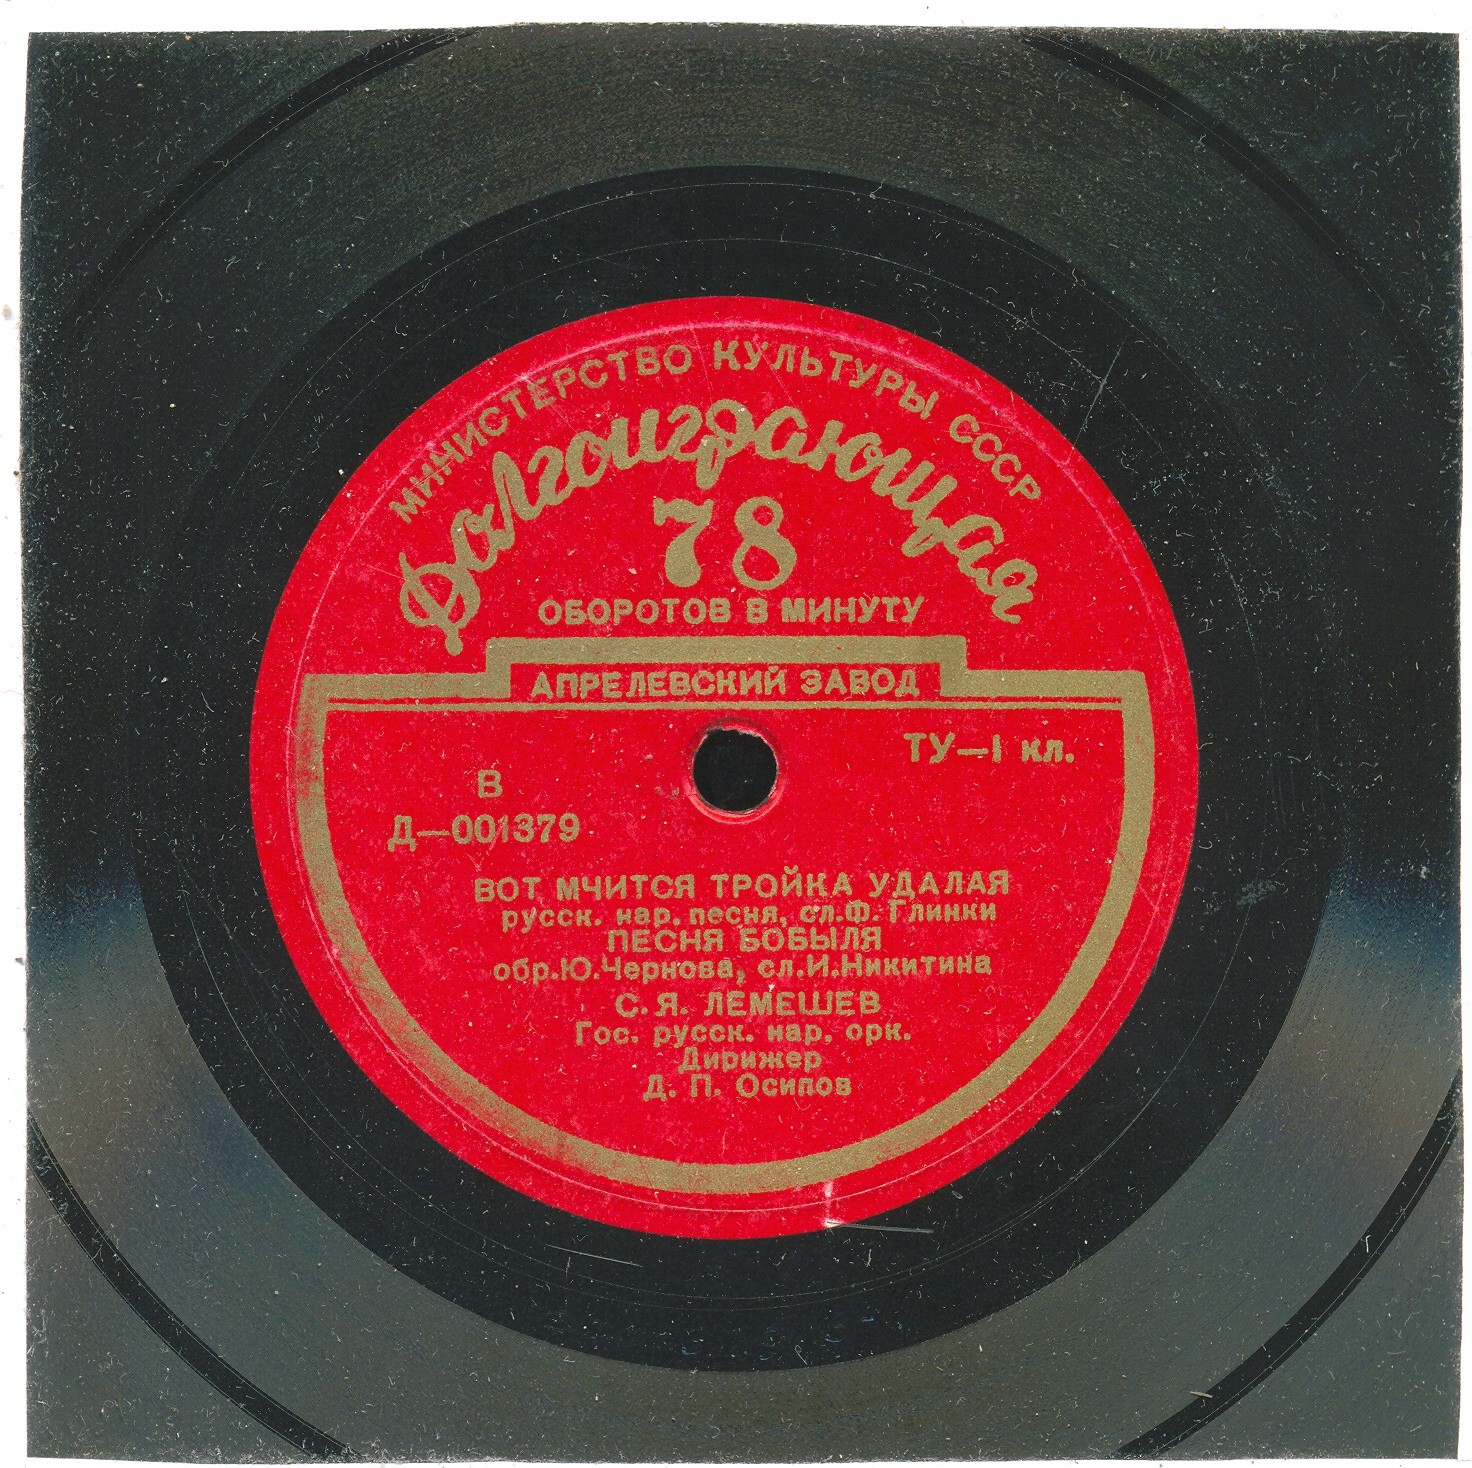 МИНИСТЕРСТВО КУЛЬТУРЫ СССР
Долгоиграющая
78
ОБОРОТОВ В МИНУТУ
АПРЕЛЕВСКИЙ ЗАВОД
ТУ—I кл.
В
Д—001379
ВОТ МЧИТСЯ ТРОЙКА УДАЛАЯ
русск. нар. песня, сл. Ф. Глинки
ПЕСНЯ БОБЫЛЯ
обр. Ю. Чернова, сл. И. Никитина
С. Я. ЛЕМЕШЕВ
Гос. русск. нар. орк.
Дирижер
Д. П. Осипов